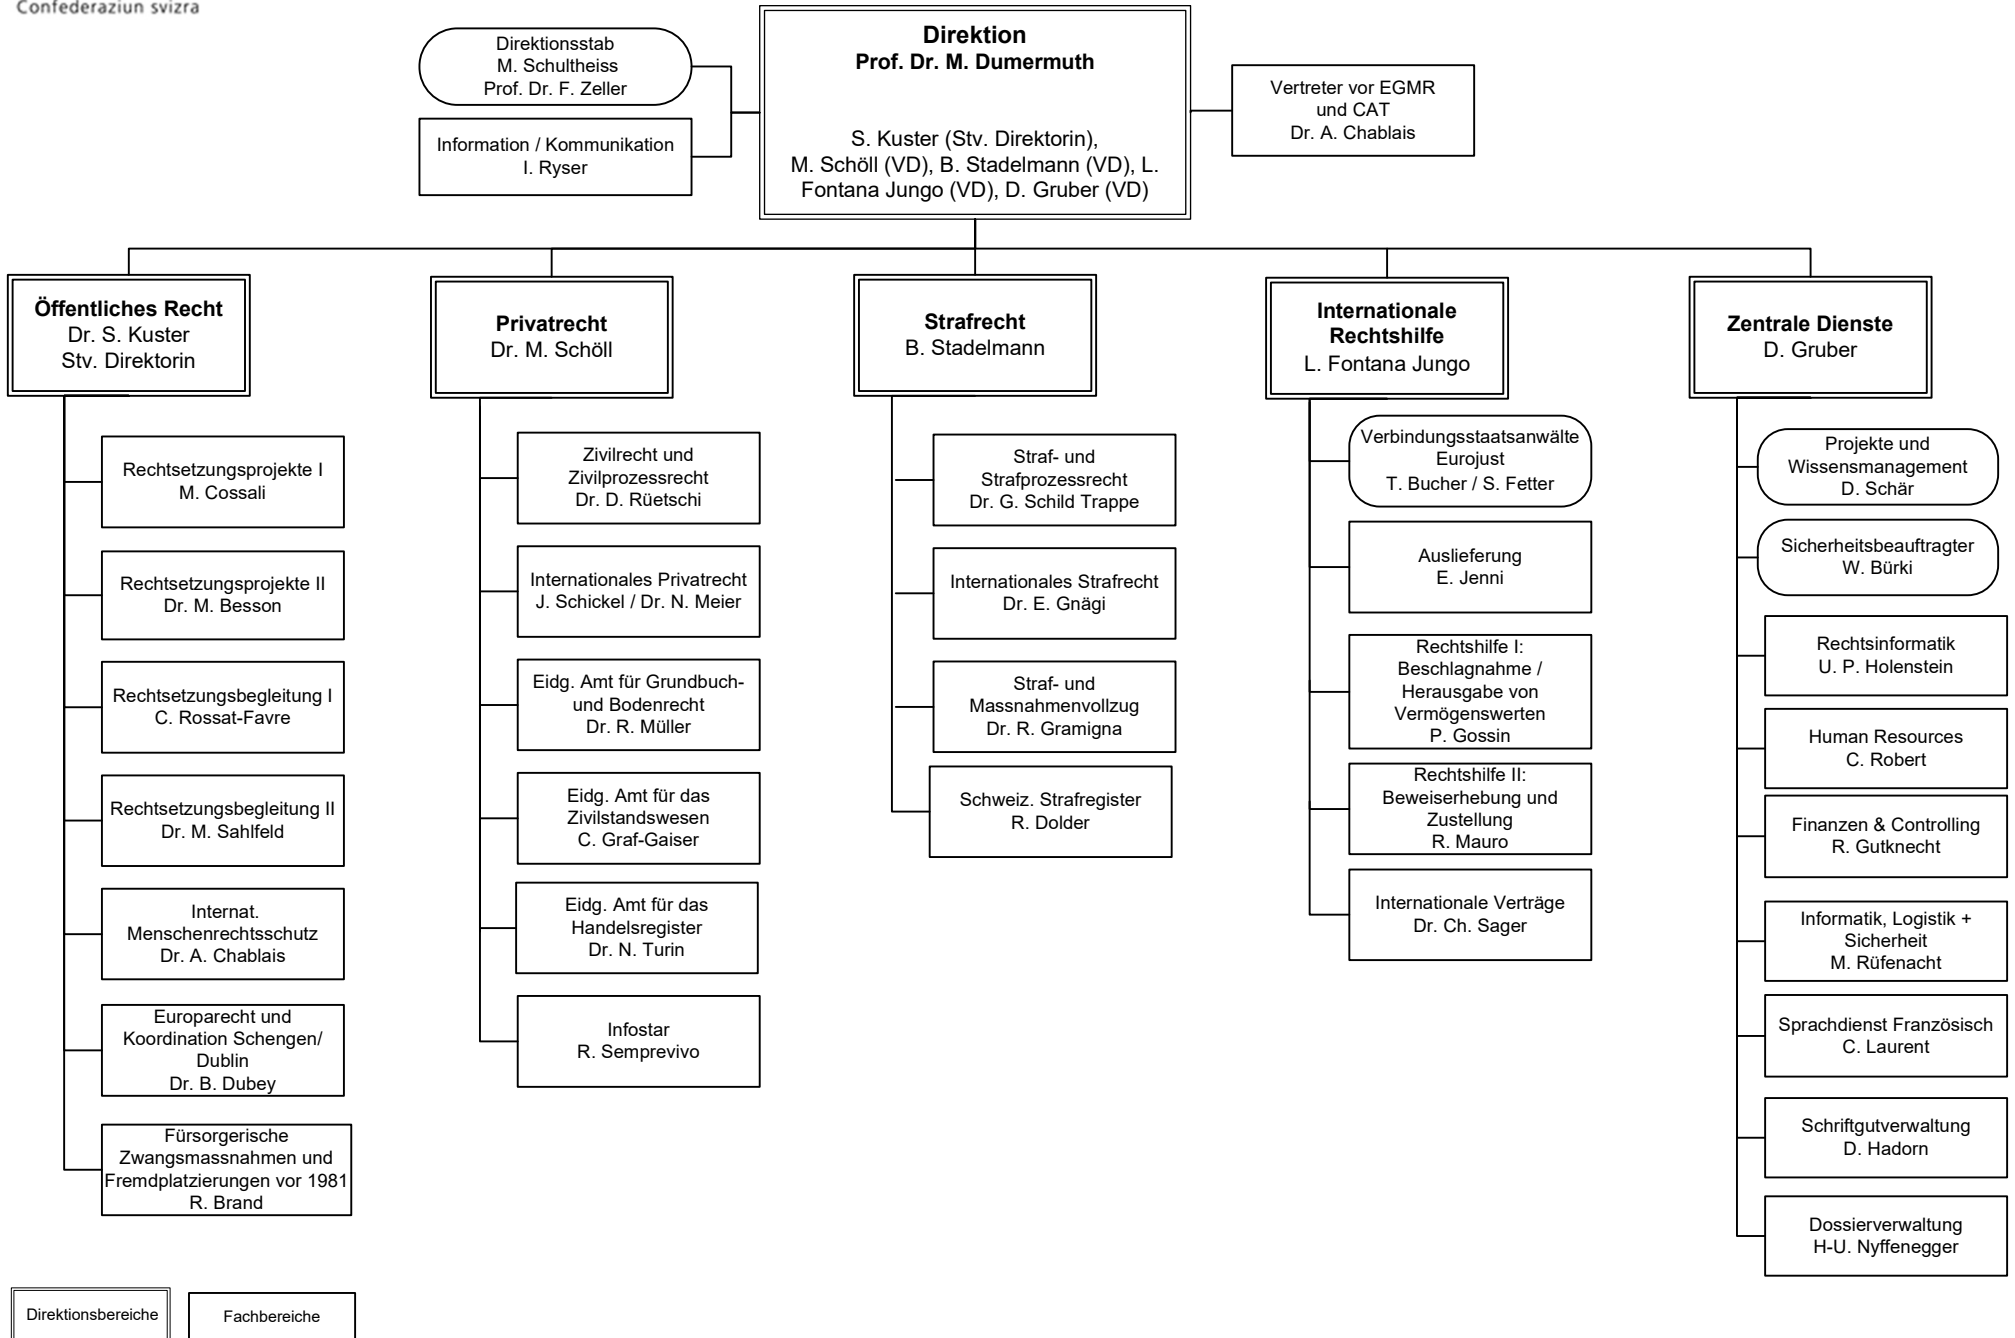 Confederaziun svizra
Direktionsstab
M. Schultheiss
Prof. Dr. F. Zeller
Information / Kommunikation
I. Ryser
Direktion
Prof. Dr. M. Dumermuth
S. Kuster (Stv. Direktorin),
M. Schöll (VD), B. Stadelmann (VD), L.
Fontana Jungo (VD), D. Gruber (VD)
Vertreter vor EGMR
und CAT
Dr. A. Chablais
Öffentliches Recht
Dr. S. Kuster
Stv. Direktorin
Rechtsetzungsprojekte I
M. Cossali
Rechtsetzungsprojekte II
Dr. M. Besson
Rechtsetzungsbegleitung I
C. Rossat-Favre
Rechtsetzungsbegleitung II
Dr. M. Sahlfeld
Internat.
Menschenrechtsschutz
Dr. A. Chablais
Europarecht und
Koordination Schengen/
Dublin
Dr. B. Dubey
Fürsorgerische
Zwangsmassnahmen und
Fremdplatzierungen vor 1981
R. Brand
Privatrecht
Dr. M. Schöll
Zivilrecht und
Zivilprozessrecht
Dr. D. Rüetschi
Internationales Privatrecht
J. Schickel / Dr. N. Meier
Eidg. Amt für Grundbuch-
und Bodenrecht
Dr. R. Müller
Eidg. Amt für das
Zivilstandswesen
C. Graf-Gaiser
Eidg. Amt für das
Handelsregister
Dr. N. Turin
Infostar
R. Semprevivo
Strafrecht
B. Stadelmann
Straf- und
Strafprozessrecht
Dr. G. Schild Trappe
Internationales Strafrecht
Dr. E. Gnägi
Straf- und
Massnahmenvollzug
Dr. R. Gramigna
Schweiz. Strafregister
R. Dolder
Internationale
Rechtshilfe
L. Fontana Jungo
Verbindungsstaatsanwälte
Eurojust
T. Bucher / S. Fetter
Auslieferung
E. Jenni
Rechtshilfe I:
Beschlagnahme /
Herausgabe von
Vermögenswerten
P. Gossin
Rechtshilfe II:
Beweiserhebung und
Zustellung
R. Mauro
Internationale Verträge
Dr. Ch. Sager
Zentrale Dienste
D. Gruber
Projekte und
Wissensmanagement
D. Schär
Sicherheitsbeauftragter
W. Bürki
Rechtsinformatik
U. P. Holenstein
Human Resources
C. Robert
Finanzen & Controlling
R. Gutknecht
Informatik, Logistik +
Sicherheit
M. Rüfenacht
Sprachdienst Französisch
C. Laurent
Schriftgutverwaltung
D. Hadorn
Dossierverwaltung
H-U. Nyffenegger
Direktionsbereiche
Fachbereiche